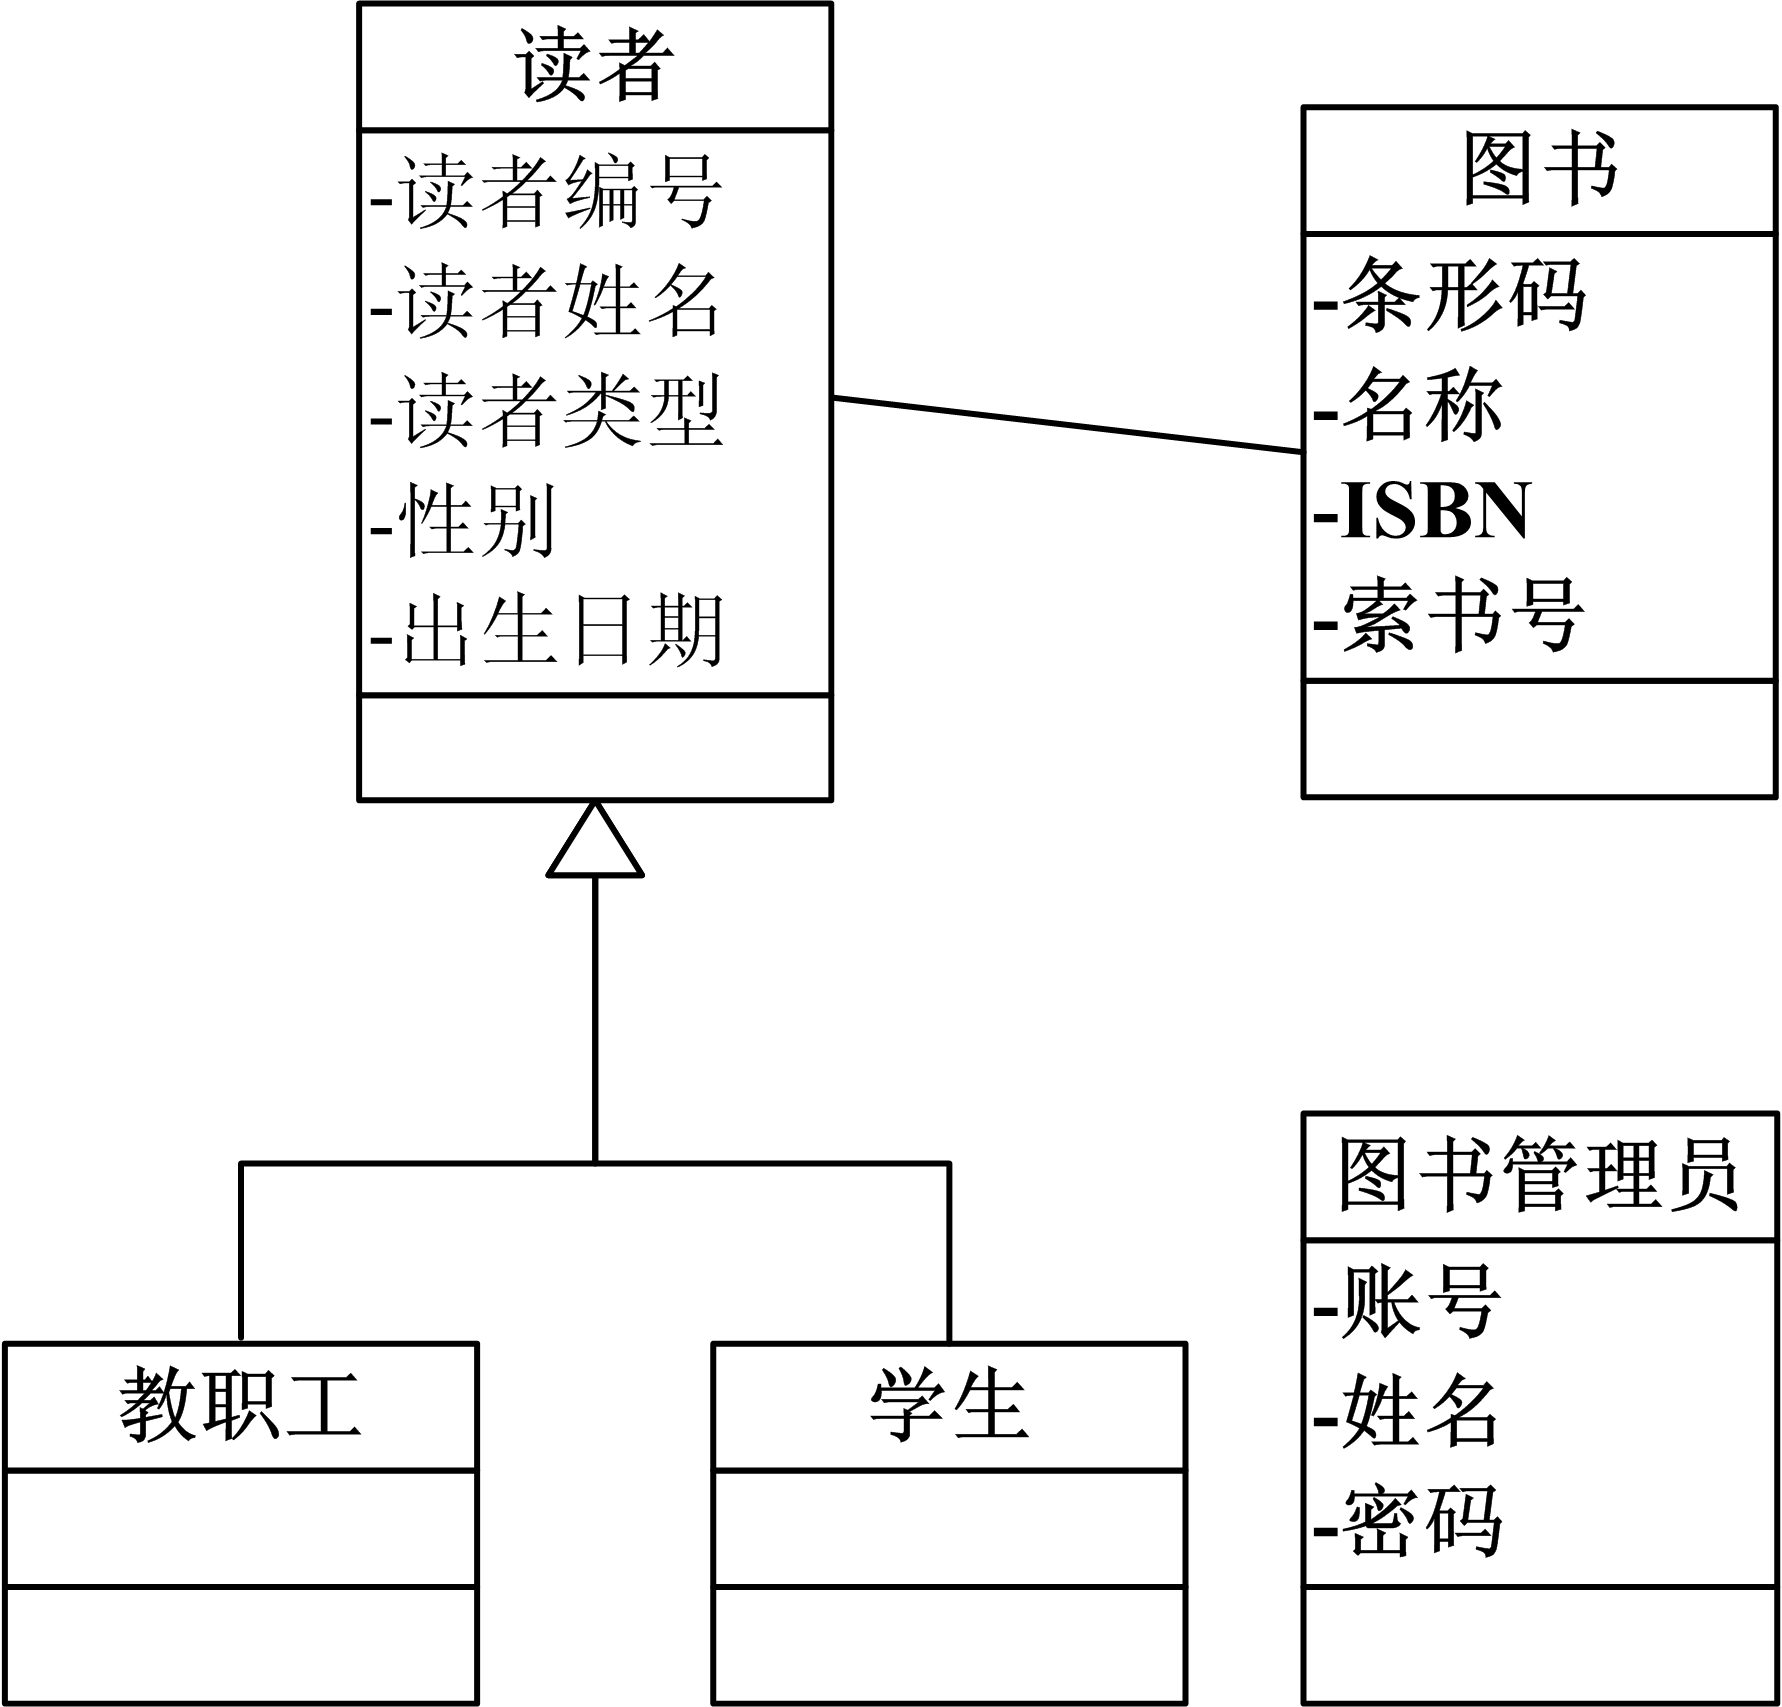 读者
-读者编号
-读者姓名
-读者类型
-性别
-出生日期
图书
-条形码
-名称
-ISBN
-索书号
教职工
学生
图书管理员
-账号
-姓名
-密码